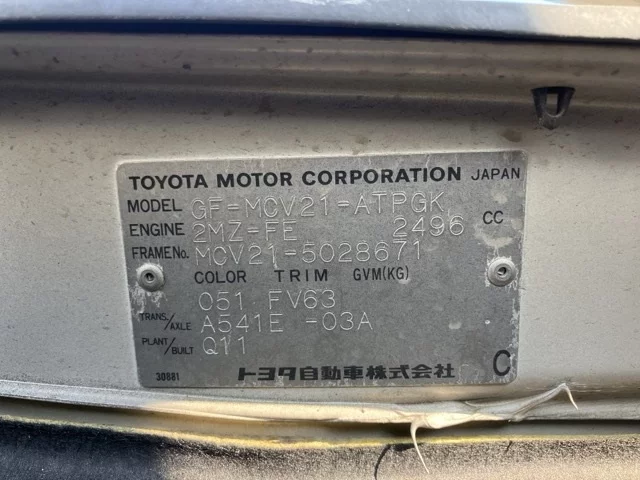 TOYOTA MOTOR CORPORATION JAPAN
MODEL GF-MCV21-ATPGK
ENGINE 2MZ-FE 2496 CC
FRAME No. MCV21-5028671
COLOR TRIM GVM(KG)
051 FV63
TRANS./AXLE A541E -03A
PLANT/BUILT Q11
30881 トヨタ自動車株式会社 C